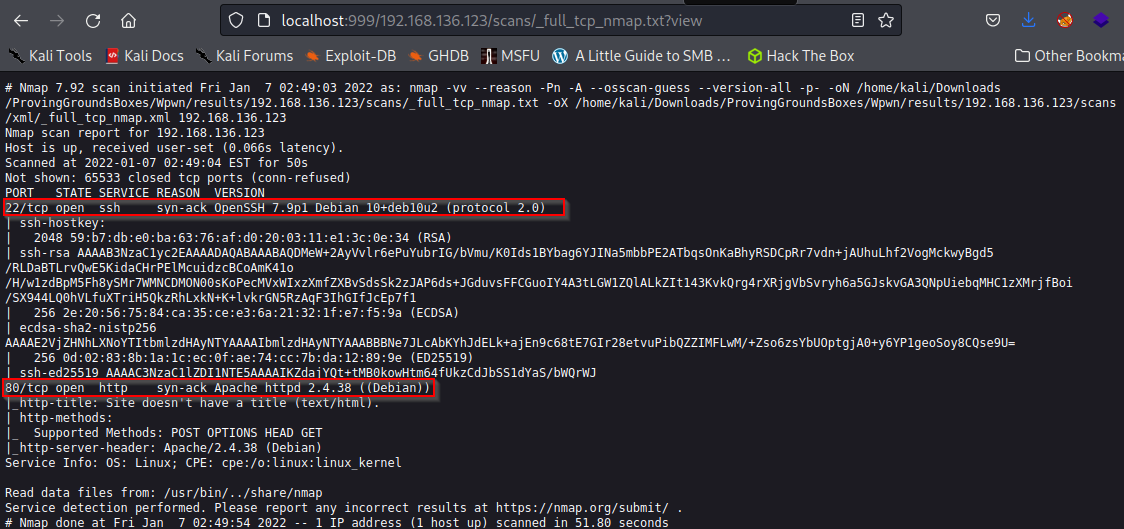 localhost:999/192.168.136.123/scans/_full_tcp_nmap.txt?view
Kali Tools Kali Docs Kali Forums Exploit-DB GHDB MSFU A Little Guide to SMB ... Hack The Box Other Bookma
# Nmap 7.92 scan initiated Fri Jan  7 02:49:03 2022 as: nmap -vv --reason -Pn -A --osscan-guess --version-all -p- -oN /home/kali/Downloads
/ProvingGroundsBoxes/Wpwn/results/192.168.136.123/scans/_full_tcp_nmap.txt -oX /home/kali/Downloads/ProvingGroundsBoxes/Wpwn/results/192.168.136.123/scans
/xml/_full_tcp_nmap.xml 192.168.136.123
Nmap scan report for 192.168.136.123
Host is up, received user-set (0.066s latency).
Scanned at 2022-01-07 02:49:04 EST for 50s
Not shown: 65533 closed tcp ports (conn-refused)
PORT   STATE SERVICE REASON  VERSION
22/tcp open  ssh     syn-ack OpenSSH 7.9p1 Debian 10+deb10u2 (protocol 2.0)
| ssh-hostkey:
|   2048 59:b7:db:e0:ba:63:76:af:d0:20:03:11:e1:3c:0e:34 (RSA)
| ssh-rsa AAAAB3NzaC1yc2EAAAADAQABAAABAQDMeW+2AyVvlr6ePuYubrIG/bVmu/K0Ids1BYbag6YJINa5mbbPE2ATbqsOnKaBhyRSDCpRr7vdn+jAUhuLhf2VogMckwyBgd5
/RLDaBTLrvQwE5KidaCHrPElMcuidzcBCoAmK41o
/H/w1zdBpM5Fh8ySMr7WMNCDMON00sKoPecMVxWIxzXmfZXBvSdsSk2zJAP6ds+JGduvsFFCGuoIY4A3tLGW1ZQlALkZIt143KvkQrg4rXRjgVbSvryh6a5GJskvGA3QNpUiebqMHC1zXMrjfBoi
/SX944LQ0hVLfuXTriH5QkzRhLxkN+K+lvkrGN5RzAqF3IhGIfJcEp7f1
|   256 2e:20:56:75:84:ca:35:ce:e3:6a:21:32:1f:e7:f5:9a (ECDSA)
| ecdsa-sha2-nistp256
AAAAE2VjZHNhLXNoYTItbmlzdHAyNTYAAAAIbmlzdHAyNTYAAABBBNe7JLcAbKYhJdELk+ajEn9c68tE7GIr28etvuPibQZZIMFLwM/+Zso6zsYbUOptgjA0+y6YP1geoSoy8CQse9U=
|   256 0d:02:83:8b:1a:1c:ec:0f:ae:74:cc:7b:da:12:89:9e (ED25519)
| ssh-ed25519 AAAAC3NzaC1lZDI1NTE5AAAAIKZdajYQt+tMB0kowHtm64fUkzCdJbSS1dYaS/bWQrWJ
80/tcp open  http    syn-ack Apache httpd 2.4.38 ((Debian))
|_http-title: Site doesn't have a title (text/html).
| http-methods:
|_  Supported Methods: POST OPTIONS HEAD GET
|_http-server-header: Apache/2.4.38 (Debian)
Service Info: OS: Linux; CPE: cpe:/o:linux:linux_kernel
Read data files from: /usr/bin/../share/nmap
Service detection performed. Please report any incorrect results at https://nmap.org/submit/ .
# Nmap done at Fri Jan  7 02:49:54 2022 -- 1 IP address (1 host up) scanned in 51.80 seconds